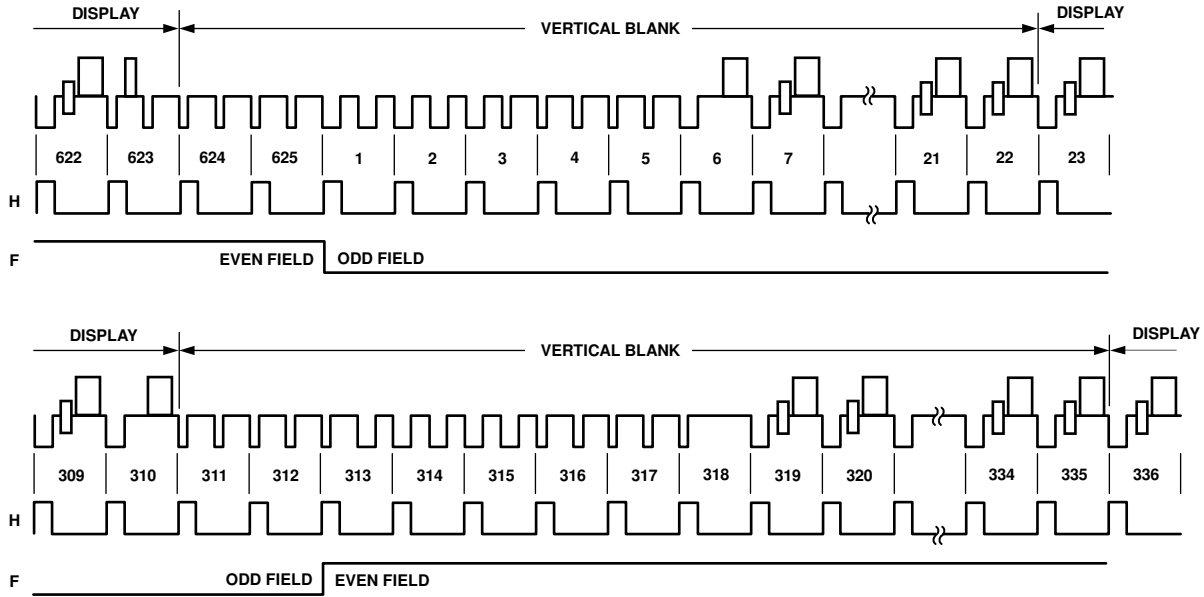 DISPLAY VERTICAL BLANK DISPLAY
622 623 624 625 1 2 3 4 5 6 7 21 22 23
H
F EVEN FIELD ODD FIELD
DISPLAY VERTICAL BLANK DISPLAY
309 310 311 312 313 314 315 316 317 318 319 320 334 335 336
H
F ODD FIELD EVEN FIELD